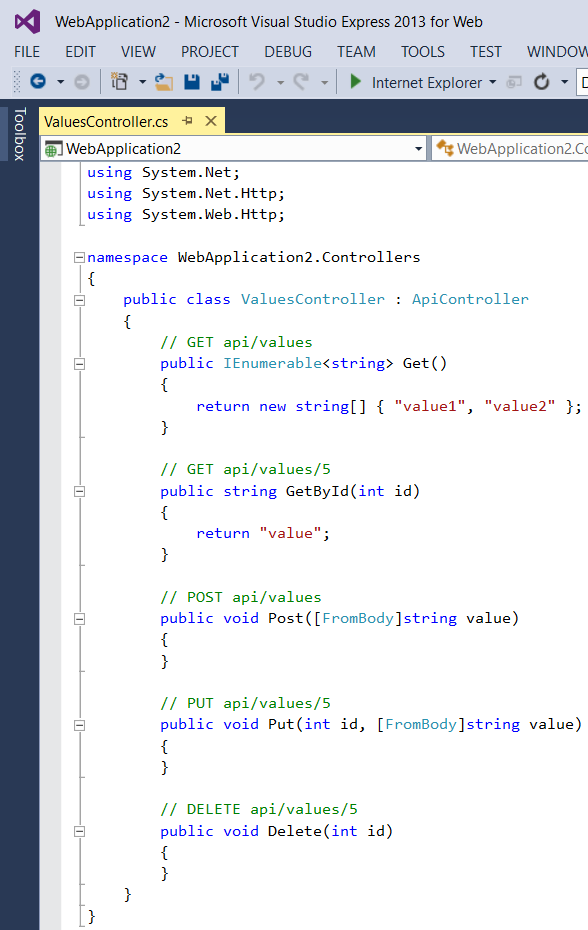 WebApplication2 - Microsoft Visual Studio Express 2013 for Web
FILE EDIT VIEW PROJECT DEBUG TEAM TOOLS TEST WINDOW
Internet Explorer
Toolbox
ValuesController.cs
WebApplication2 WebApplication2.Co
using System.Net;
using System.Net.Http;
using System.Web.Http;
namespace WebApplication2.Controllers
{
public class ValuesController : ApiController
{
// GET api/values
public IEnumerable<string> Get()
{
return new string[] { "value1", "value2" };
}
// GET api/values/5
public string GetById(int id)
{
return "value";
}
// POST api/values
public void Post([FromBody]string value)
{
}
// PUT api/values/5
public void Put(int id, [FromBody]string value)
{
}
// DELETE api/values/5
public void Delete(int id)
{
}
}
}